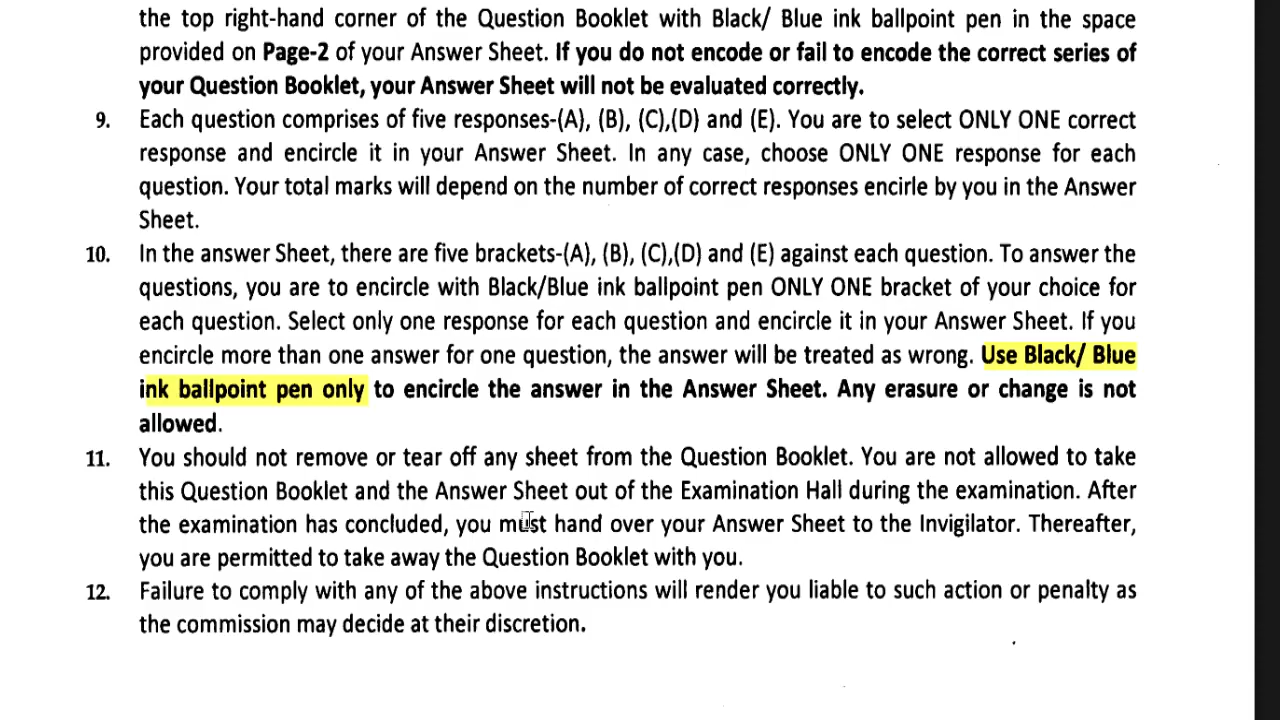 the top right-hand corner of the Question Booklet with Black/ Blue ink ballpoint pen in the space
provided on Page-2 of your Answer Sheet. If you do not encode or fail to encode the correct series of
your Question Booklet, your Answer Sheet will not be evaluated correctly.
9. Each question comprises of five responses-(A), (B), (C),(D) and (E). You are to select ONLY ONE correct
response and encircle it in your Answer Sheet. In any case, choose ONLY ONE response for each
question. Your total marks will depend on the number of correct responses encirle by you in the Answer
Sheet.
10. In the answer Sheet, there are five brackets-(A), (B), (C),(D) and (E) against each question. To answer the
questions, you are to encircle with Black/Blue ink ballpoint pen ONLY ONE bracket of your choice for
each question. Select only one response for each question and encircle it in your Answer Sheet. If you
encircle more than one answer for one question, the answer will be treated as wrong. Use Black/ Blue
ink ballpoint pen only to encircle the answer in the Answer Sheet. Any erasure or change is not
allowed.
11. You should not remove or tear off any sheet from the Question Booklet. You are not allowed to take
this Question Booklet and the Answer Sheet out of the Examination Hall during the examination. After
the examination has concluded, you must hand over your Answer Sheet to the Invigilator. Thereafter,
you are permitted to take away the Question Booklet with you.
12. Failure to comply with any of the above instructions will render you liable to such action or penalty as
the commission may decide at their discretion.